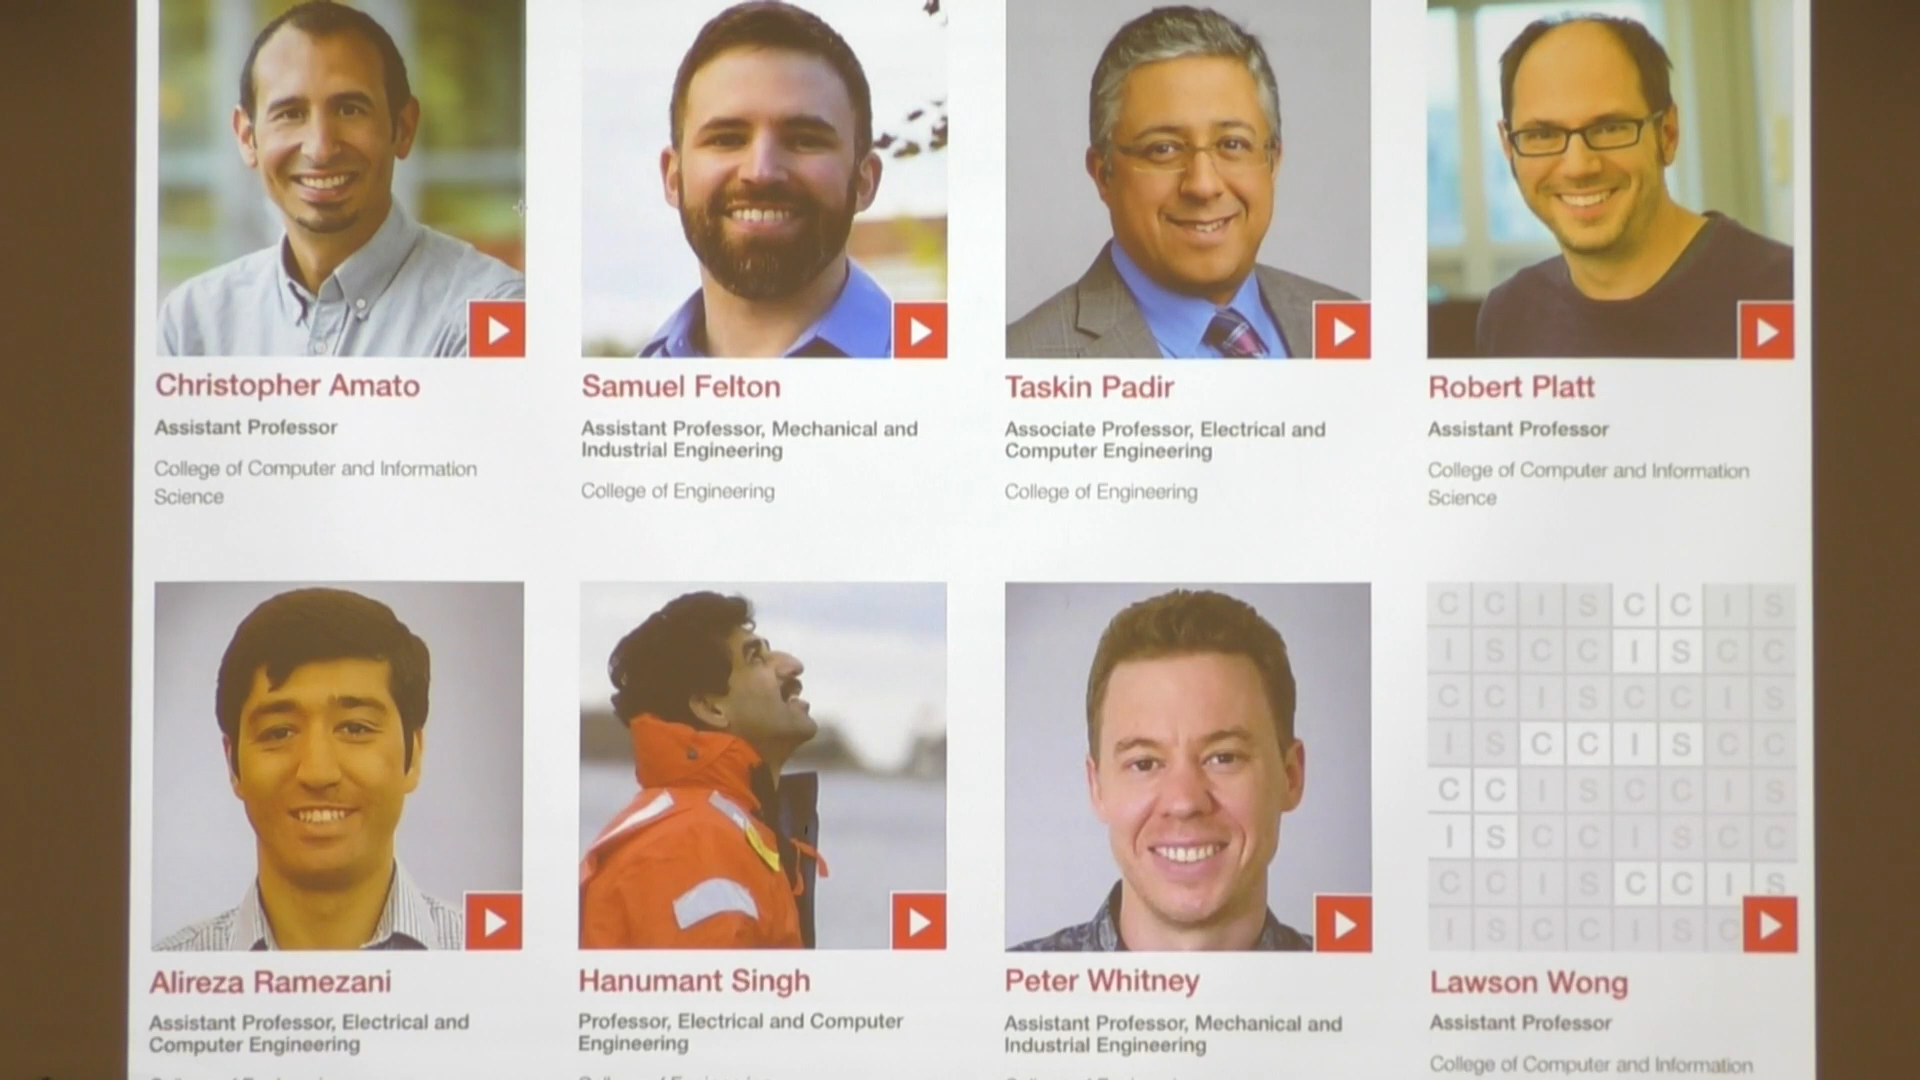 Christopher Amato
Assistant Professor
College of Computer and Information
Science
Samuel Felton
Assistant Professor, Mechanical and
Industrial Engineering
College of Engineering
Taskin Padir
Associate Professor, Electrical and
Computer Engineering
College of Engineering
Robert Platt
Assistant Professor
College of Computer and Information
Science
Alireza Ramezani
Assistant Professor, Electrical and
Computer Engineering
Hanumant Singh
Professor, Electrical and Computer
Engineering
Peter Whitney
Assistant Professor, Mechanical and
Industrial Engineering
C C I S C C I S
I S C C I S C C
C C I S C C I S
I S C C I S C C
C C I S C C I S
I S C C I S C C
C C I S C C I S
I S C C I S C
Lawson Wong
Assistant Professor
College of Computer and Information